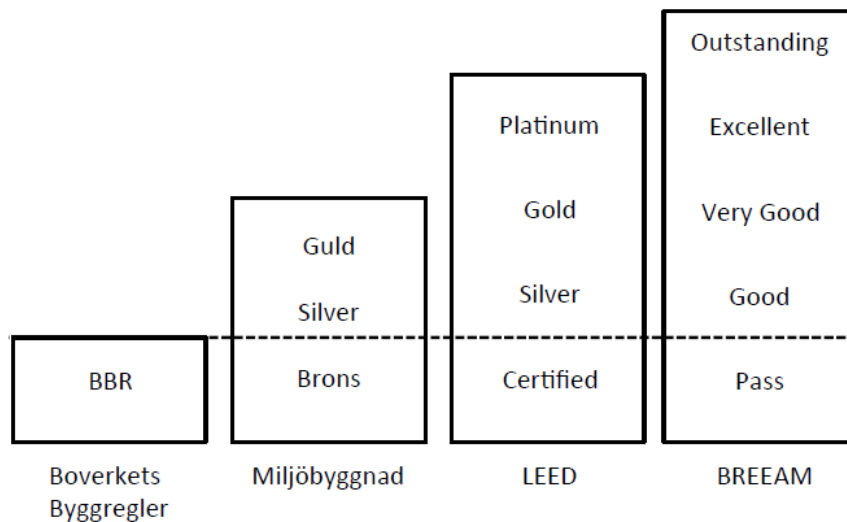 Outstanding
Platinum
Excellent
Guld
Gold
Very Good
Silver
Silver
Good
BBR
Brons
Certified
Pass
Boverkets
Byggregler
Miljöbyggnad
LEED
BREEAM